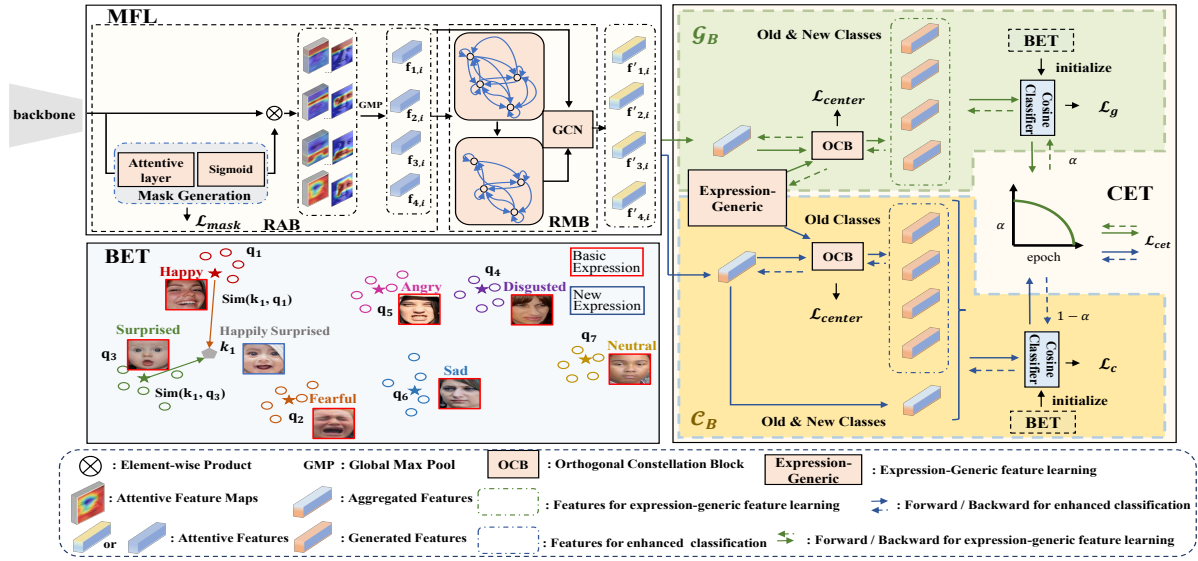 MFL
backbone
Attentive
layer
Sigmoid
Mask Generation
ℒ_mask
RAB
GMP
f_1,i
f_2,i
f_3,i
f_4,i
GCN
RMB
f′_1,i
f′_2,i
f′_3,i
f′_4,i
𝒢_B
Old & New Classes
ℒ_center
OCB
Expression-
Generic
BET
initialize
Cosine
Classifier
ℒ_g
α
CET
α
epoch
ℒ_cet
Old Classes
OCB
ℒ_center
1 − α
Cosine
Classifier
ℒ_c
initialize
BET
𝒞_B
Old & New Classes
BET
q_1
Happy
Sim(k_1, q_1)
Surprised
q_3
Happily Surprised
k_1
Sim(k_1, q_3)
Angry
q_5
q_4
Disgusted
Basic
Expression
New
Expression
q_7
Neutral
Sad
q_6
Fearful
q_2
: Element-wise Product
GMP : Global Max Pool
OCB : Orthogonal Constellation Block
Expression-
Generic : Expression-Generic feature learning
: Attentive Feature Maps
: Aggregated Features
: Features for expression-generic feature learning
: Forward / Backward for enhanced classification
or : Attentive Features
: Generated Features
: Features for enhanced classification
: Forward / Backward for expression-generic feature learning